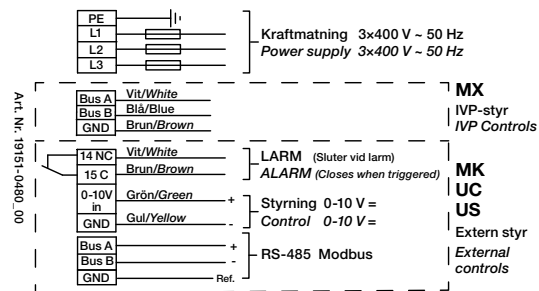 PE
L1
L2
L3
Kraftmatning 3×400 V ~ 50 Hz
Power supply 3×400 V ~ 50 Hz
Art. Nr. 19151-0480_00
Bus A Vit/White
Bus B Blå/Blue
GND Brun/Brown
MX
IVP-styr
IVP Controls
14 NC Vit/White
15 C Brun/Brown
LARM (Sluter vid larm)
ALARM (Closes when triggered)
0-10V in Grön/Green +
GND Gul/Yellow -
Styrning 0-10 V =
Control 0-10 V =
Bus A +
Bus B -
GND Ref.
RS-485 Modbus
MK
UC
US
Extern styr
External
controls